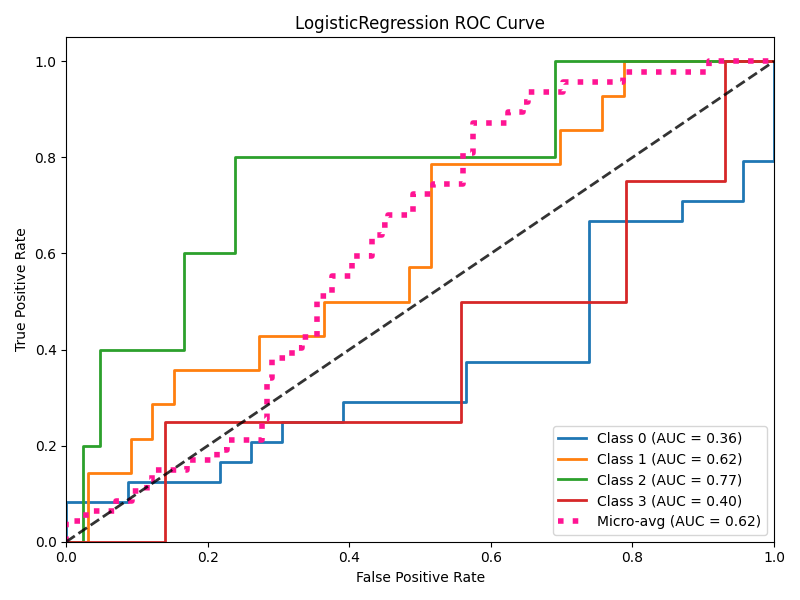 LogisticRegression ROC Curve
True Positive Rate
1.0
0.8
0.6
0.4
0.2
0.0
0.0 0.2 0.4 0.6 0.8 1.0
False Positive Rate
Class 0 (AUC = 0.36)
Class 1 (AUC = 0.62)
Class 2 (AUC = 0.77)
Class 3 (AUC = 0.40)
Micro-avg (AUC = 0.62)